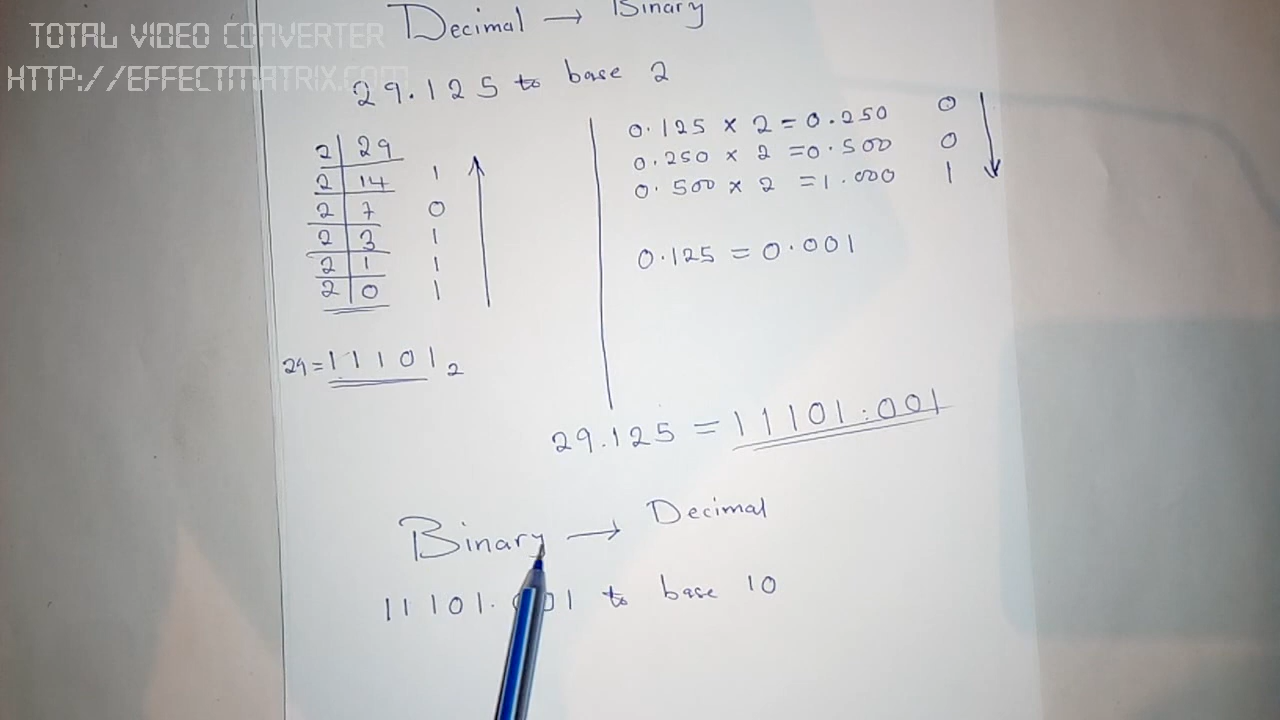 TOTAL VIDEO CONVERTER
HTTP://EFFECTMATRIX.COM
Decimal → Binary
29.125 to base 2
2 29
2 14 1
2 7 0
2 3 1
2 1 1
2 0 1
29 = 11101₂
0.125 × 2 = 0.250 0
0.250 × 2 = 0.500 0
0.500 × 2 = 1.000 1
0.125 = 0.001
29.125 = 11101.001
Binary → Decimal
11101.001 to base 10